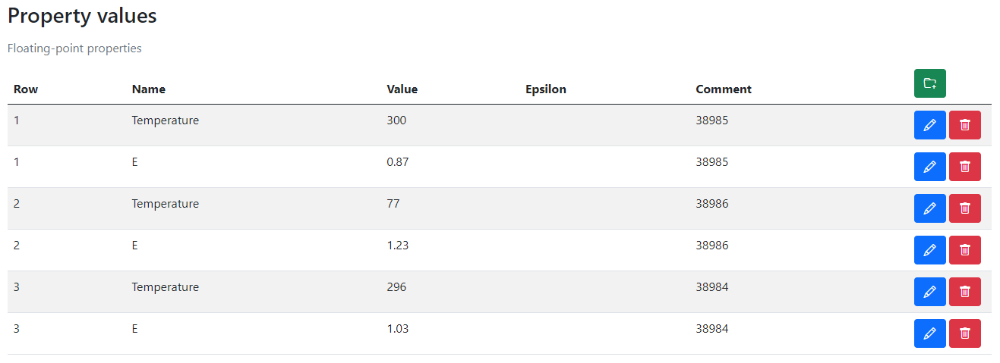 Property values
Floating-point properties
Row Name Value Epsilon Comment
1 Temperature 300 38985
1 E 0.87 38985
2 Temperature 77 38986
2 E 1.23 38986
3 Temperature 296 38984
3 E 1.03 38984